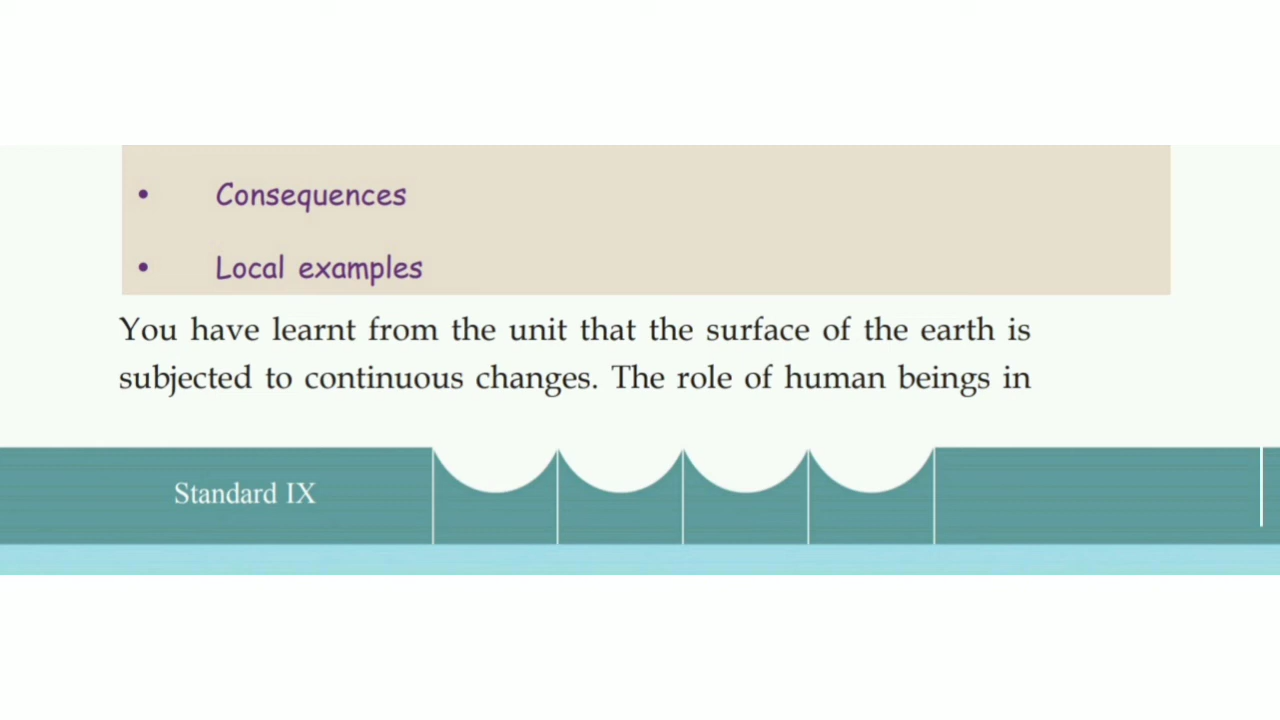 • Consequences
• Local examples
You have learnt from the unit that the surface of the earth is
subjected to continuous changes. The role of human beings in
Standard IX